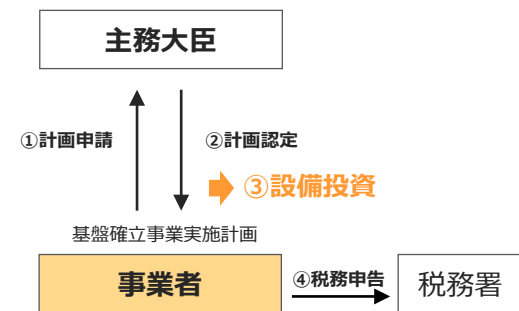 主務大臣
①計画申請
②計画認定
③設備投資
基盤確立事業実施計画
事業者
④税務申告
税務署